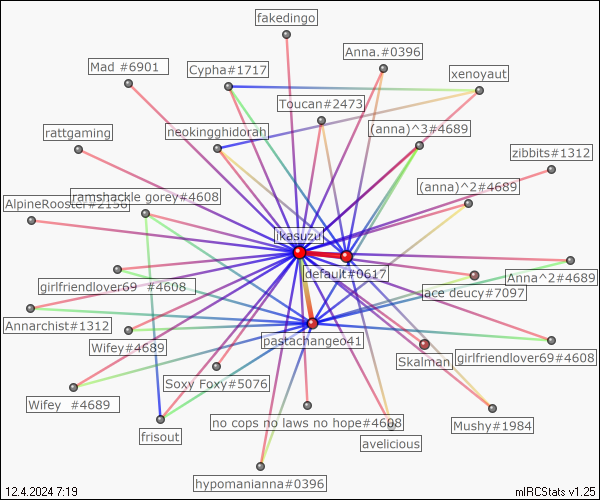 fakedingo
Anna.#0396
Mad #6901
Cypha#1717
xenoyaut
Toucan#2473
rattgaming
neokingghidorah
(anna)^3#4689
zibbits#1312
(anna)^2#4689
ramshackle gorey#4608
AlpineRooster#2158
ikasuzu
default#0617
Anna^2#4689
girlfriendlover69 #4608
jace deucy#7097
Annarchist#1312
pastachangeo41
Wifey#4689
Skalman
girlfriendlover69#4608
Soxy Foxy#5076
Wifey #4689
no cops no laws no hope#4608
Mushy#1984
frisout
avelicious
hypomanianna#0396
12.4.2024 7:19
mIRCStats v1.25